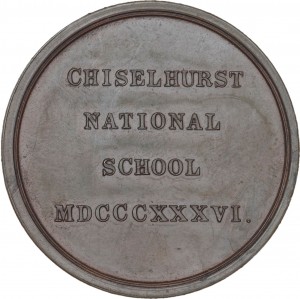 CHISELHURST
NATIONAL
SCHOOL
MDCCCXXXVI.